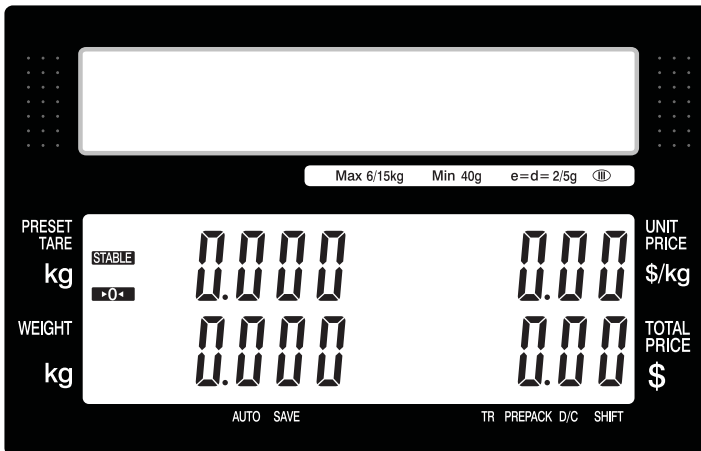 Max 6/15kg Min 40g e=d= 2/5g III
PRESET
TARE
kg
STABLE
►0◄
0.000
0.00
UNIT
PRICE
$/kg
WEIGHT
kg
0.000
0.00
TOTAL
PRICE
$
AUTO SAVE TR PREPACK D/C SHIFT